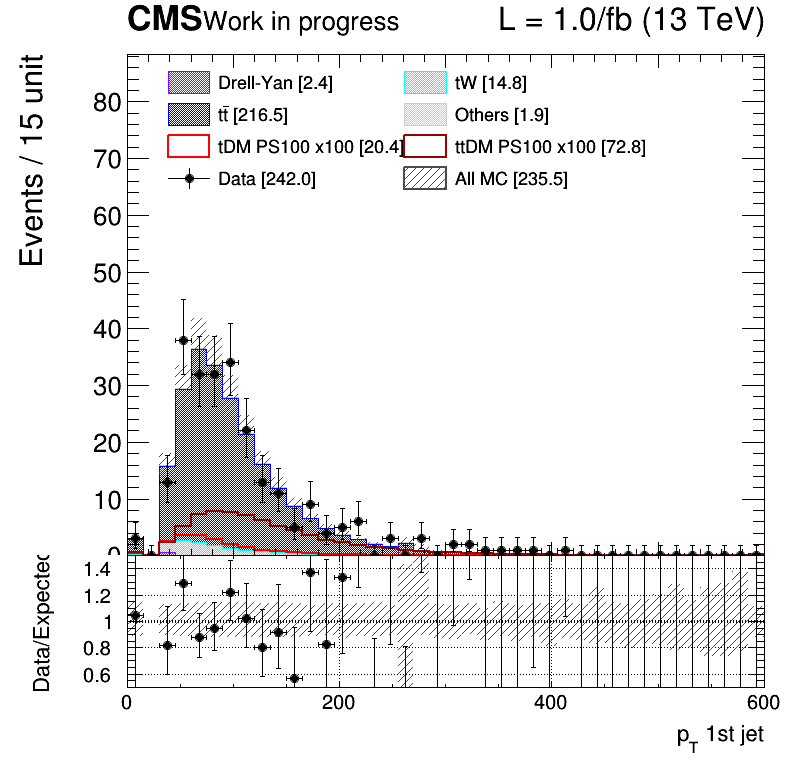 CMS Work in progress L = 1.0/fb (13 TeV)
Events / 15 unit
Drell-Yan [2.4] tW [14.8]
tt̄ [216.5] Others [1.9]
tDM PS100 x100 [20.4] ttDM PS100 x100 [72.8]
Data [242.0] All MC [235.5]
80
70
60
50
40
30
20
10
0
Data/Expected
1.4
1.2
1
0.8
0.6
0 200 400 600
p_T 1st jet